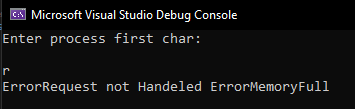 Microsoft Visual Studio Debug Console
Enter process first char:
r
ErrorRequest not Handeled ErrorMemoryFull